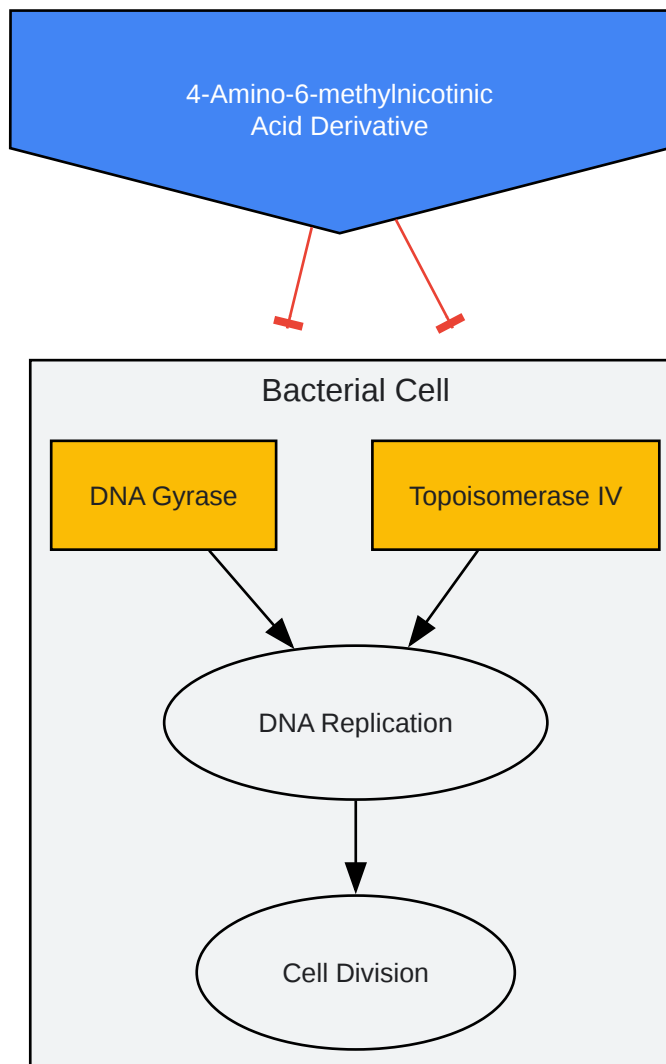 4-Amino-6-methylnicotinic
Acid Derivative
Bacterial Cell
DNA Gyrase
Topoisomerase IV
DNA Replication
Cell Division